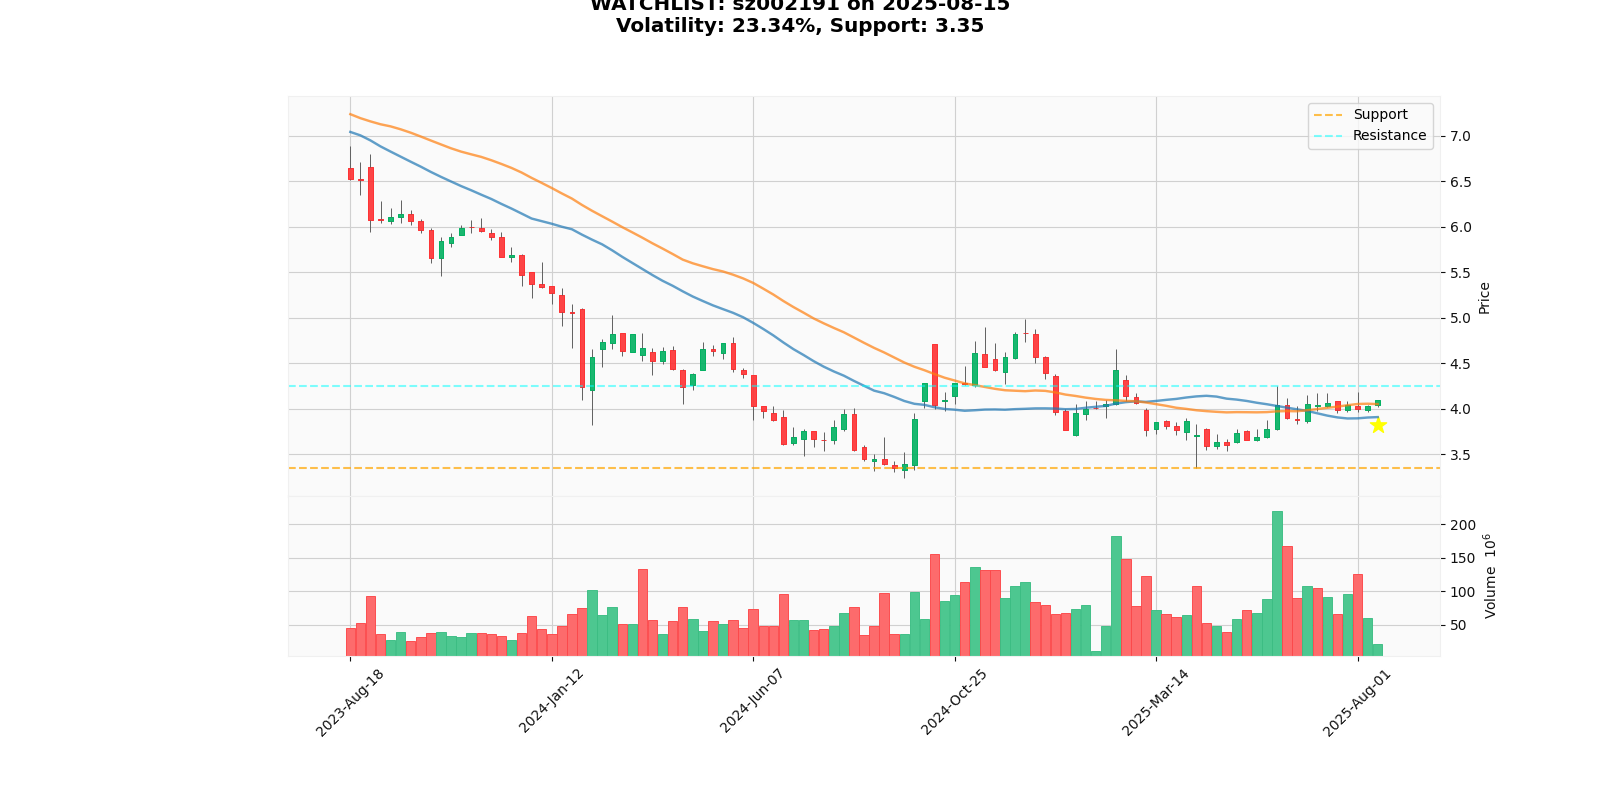 WATCHLIST: sz002191 on 2025-08-15
Volatility: 23.34%, Support: 3.35
Support
Resistance
7.0
6.5
6.0
5.5
5.0
4.5
4.0
3.5
Price
200
150
100
50
Volume 10⁶
2023-Aug-18
2024-Jan-12
2024-Jun-07
2024-Oct-25
2025-Mar-14
2025-Aug-01